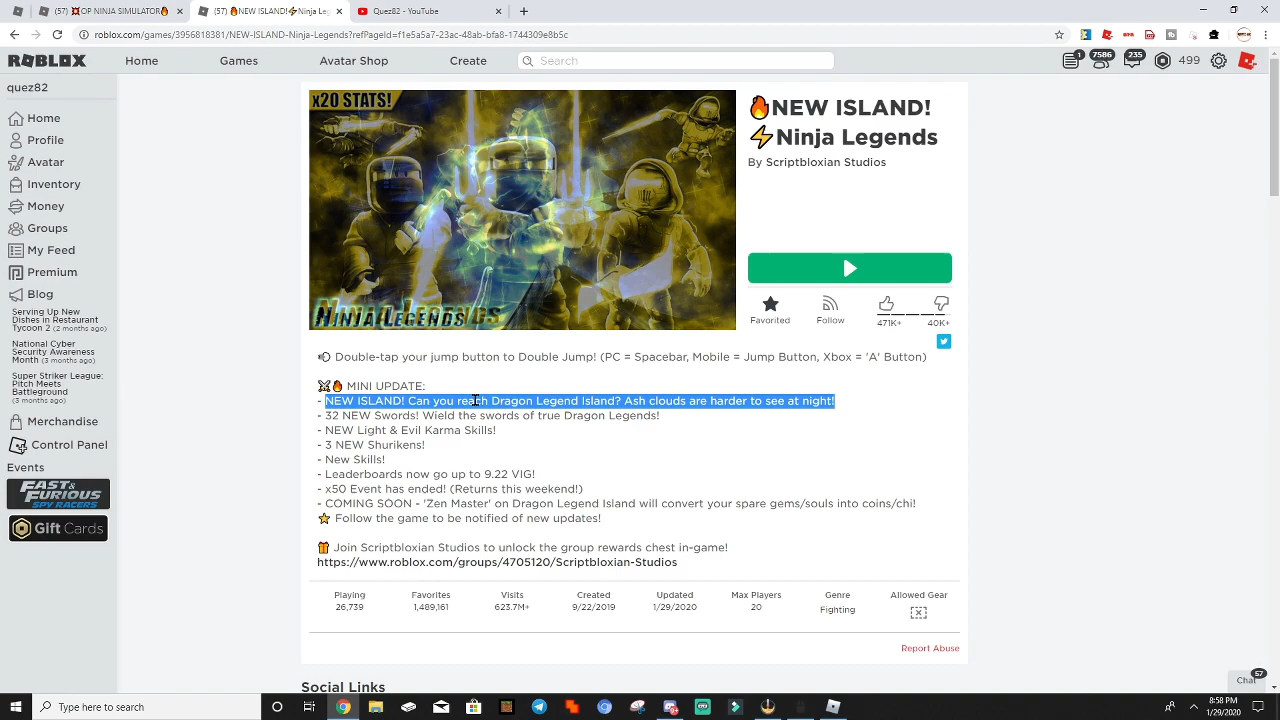 (57) 💥OP NINJA SIMULATOR🔥
(57) 🔥NEW ISLAND!⚡Ninja Leg
Quez82 - YouTube
roblox.com/games/3956818381/NEW-ISLAND-Ninja-Legends?refPageId=f1e5a5a7-23ac-48ab-bfa8-1744309e8b5c
ROBLOX
Home
Games
Avatar Shop
Create
Search
1
7586
235
499
quez82
Home
Profile
Avatar
Inventory
Money
Groups
My Feed
Premium
Blog
Serving Up New
Dishes in Restaurant
Tycoon 2 (2 months ago)
National Cyber
Security Awareness
Month (3 months ago)
Super Striker League:
Pitch Meets
Battleground
(3 months ago)
Merchandise
Control Panel
Events
FAST & FURIOUS
SPY RACERS
Gift Cards
x20 STATS!
NINJA LEGENDS
🔥NEW ISLAND!
⚡Ninja Legends
By Scriptbloxian Studios
Favorited
Follow
471K+
40K+
💨 Double-tap your jump button to Double Jump! (PC = Spacebar, Mobile = Jump Button, Xbox = 'A' Button)
⚔️🔥 MINI UPDATE:
- NEW ISLAND! Can you reach Dragon Legend Island? Ash clouds are harder to see at night!
- 32 NEW Swords! Wield the swords of true Dragon Legends!
- NEW Light & Evil Karma Skills!
- 3 NEW Shurikens!
- New Skills!
- Leaderboards now go up to 9.22 VIG!
- x50 Event has ended! (Returns this weekend!)
- COMING SOON - 'Zen Master' on Dragon Legend Island will convert your spare gems/souls into coins/chi!
⭐ Follow the game to be notified of new updates!
🎁 Join Scriptbloxian Studios to unlock the group rewards chest in-game!
https://www.roblox.com/groups/4705120/Scriptbloxian-Studios
Playing
26,739
Favorites
1,489,161
Visits
623.7M+
Created
9/22/2019
Updated
1/29/2020
Max Players
20
Genre
Fighting
Allowed Gear
Report Abuse
Social Links
Chat
57
Type here to search
8:58 PM
1/29/2020